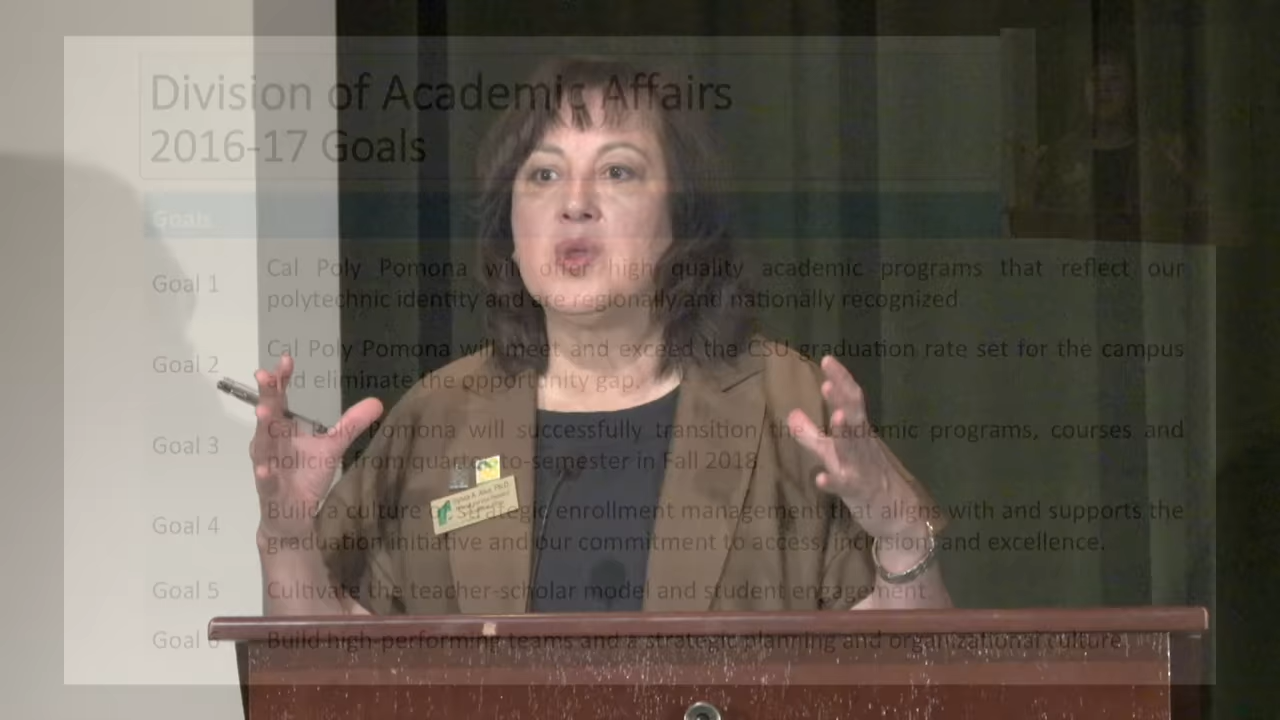 Division of Academic Affairs
2016-17 Goals
Goals
Goal 1
Cal Poly Pomona will offer high quality academic programs that reflect our
polytechnic identity and are regionally and nationally recognized
Goal 2
Cal Poly Pomona will meet and exceed the CSU graduation rate set for the campus
and eliminate the opportunity gap.
Goal 3
Cal Poly Pomona will successfully transition the academic programs, courses and
policies from quarter-to-semester in Fall 2018.
Goal 4
Build a culture of strategic enrollment management that aligns with and supports the
graduation initiative and our commitment to access, inclusion, and excellence.
Goal 5
Cultivate the teacher-scholar model and student engagement
Goal 6
Build high-performing teams and a strategic planning and organizational culture